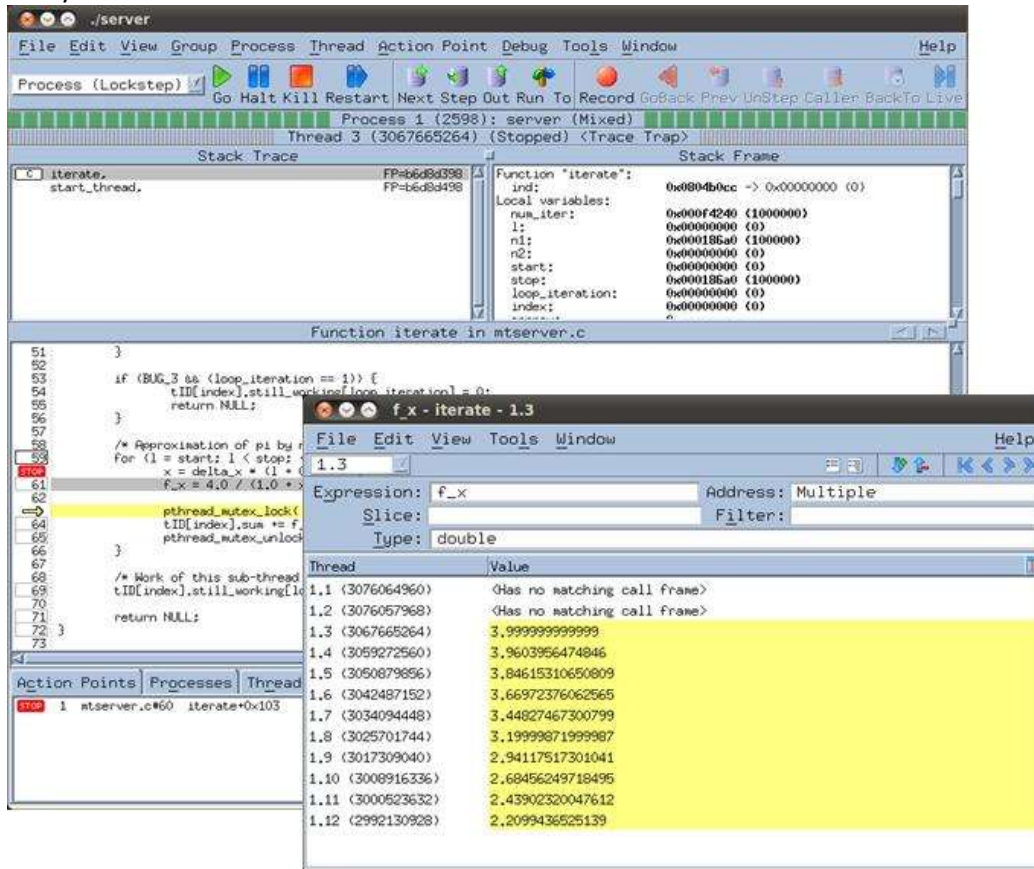 ./server
File Edit View Group Process Thread Action Point Debug Tools Window Help
Process (Lockstep)
Go Halt Kill Restart Next Step Out Run To Record GoBack Prev UnStep Caller BackTo Live
Process 1 (2598): server (Mixed)
Thread 3 (3067665264) (Stopped) <Trace Trap>
Stack Trace
C iterate, FP=b6d8d398
start_thread, FP=b6d8d498
Stack Frame
Function "iterate":
ind: 0x0804b0cc -> 0x00000000 (0)
Local variables:
num_iter: 0x000f4240 (1000000)
l: 0x00000000 (0)
n1: 0x000186a0 (100000)
n2: 0x00000000 (0)
start: 0x00000000 (0)
stop: 0x000186a0 (100000)
loop_iteration: 0x00000000 (0)
index: 0x00000000 (0)
Function iterate in mtserver.c
51 }
52
53 if (BUG_3 && (loop_iteration == 1)) {
54 tID[index].still_working[loop_iteration] = 0;
55 return NULL;
56 }
57
58 /* Approximation of pi by
59 for (l = start; l < stop;
STOP x = delta_x * (l +
61 f_x = 4.0 / (1.0 +
62
pthread_mutex_lock(
64 tID[index].sum += f_
65 pthread_mutex_unlock
66 }
67
68 /* Work of this sub-thread
69 tID[index].still_working[lo
70
71 return NULL;
72 }
73
Action Points Processes Thread
STOP 1 mtserver.c#60 iterate+0x103
f_x - iterate - 1.3
File Edit View Tools Window Help
1.3
Expression: f_x Address: Multiple
Slice: Filter:
Type: double
Thread Value
1.1 (3076064960) <Has no matching call frame>
1.2 (3076057968) <Has no matching call frame>
1.3 (3067665264) 3.999999999999
1.4 (3059272560) 3.9603956474846
1.5 (3050879856) 3.84615310650809
1.6 (3042487152) 3.66972376062565
1.7 (3034094448) 3.44827467300799
1.8 (3025701744) 3.19999871999987
1.9 (3017309040) 2.94117517301041
1.10 (3008916336) 2.68456249718495
1.11 (3000523632) 2.43902320047612
1.12 (2992130928) 2.2099436525139